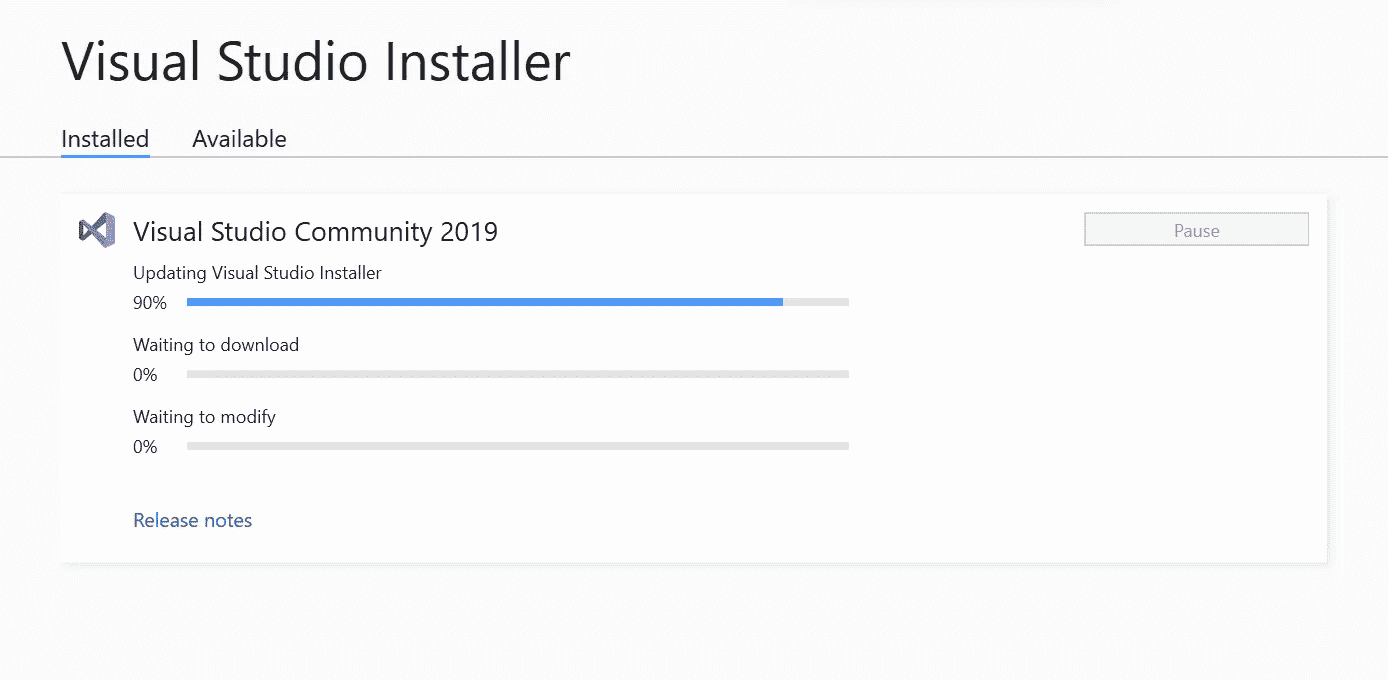 Visual Studio Installer
Installed Available
Visual Studio Community 2019 Pause
Updating Visual Studio Installer
90%
Waiting to download
0%
Waiting to modify
0%
Release notes